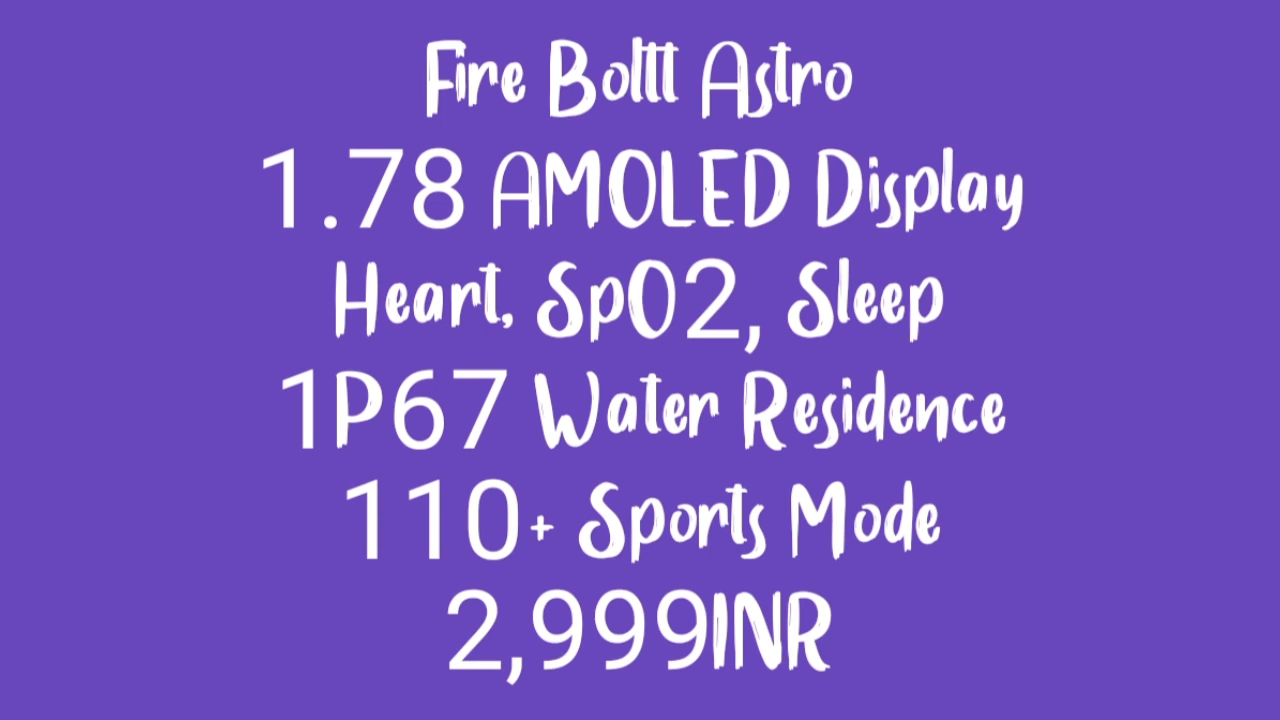 Fire Boltt Astro
1.78 AMOLED Display
Heart, SpO2, Sleep
1P67 Water Residence
110+ Sports Mode
2,999INR